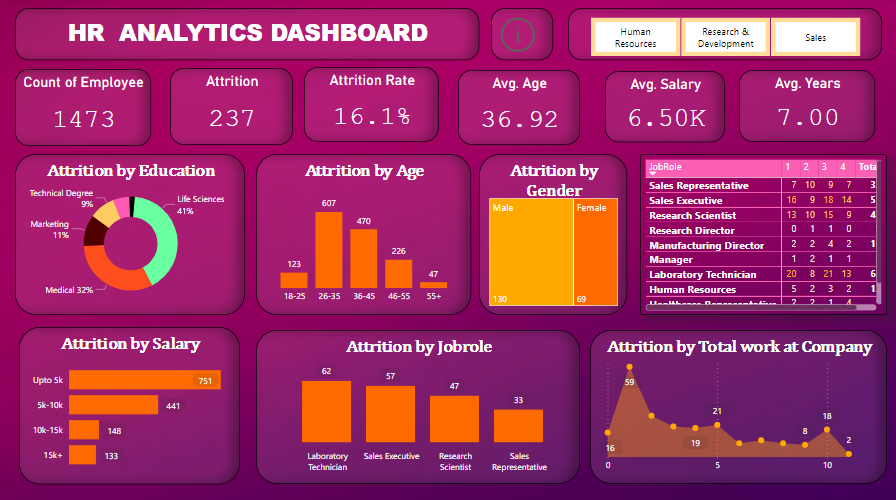 HR ANALYTICS DASHBOARD
i
Human
Resources
Research &
Development
Sales
Count of Employee
1473
Attrition
237
Attrition Rate
16.1%
Avg. Age
36.92
Avg. Salary
6.50K
Avg. Years
7.00
Attrition by Education
Technical Degree
9%
Life Sciences
41%
Marketing
11%
Medical 32%
Attrition by Age
123
607
470
226
47
18-25 26-35 36-45 46-55 55+
Attrition by
Gender
Male Female
130 69
JobRole 1 2 3 4 Tota
Sales Representative 7 10 9 7 3
Sales Executive 16 9 18 14 5
Research Scientist 13 10 15 9 4
Research Director 0 1 1 0
Manufacturing Director 2 2 4 2 1
Manager 1 2 1 1
Laboratory Technician 20 8 21 13 6
Human Resources 5 2 3 2 1
Healthcare Representative 2 2 1 4
Attrition by Salary
Upto 5k 751
5k-10k 441
10k-15k 148
15k+ 133
Attrition by Jobrole
62
57
47
33
Laboratory
Technician
Sales Executive
Research
Scientist
Sales
Representative
Attrition by Total work at Company
59
16
19
21
8
18
2
0 5 10